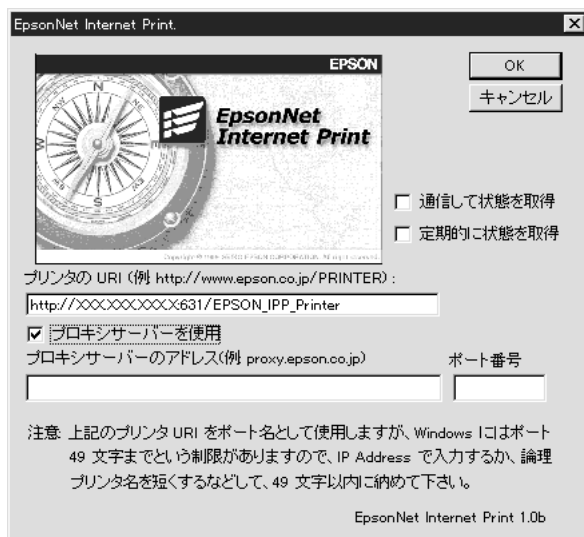 EpsonNet Internet Print.
EPSON
EpsonNet
Internet Print
N
OK
キャンセル
通信して状態を取得
定期的に状態を取得
プリンタの URI (例 http://www.epson.co.jp/PRINTER) :
http://XXX.XXX.XXX.X:631/EPSON_IPP_Printer
プロキシサーバーを使用
プロキシサーバーのアドレス(例 proxy.epson.co.jp)
ポート番号
注意: 上記のプリンタ URI をポート名として使用しますが、Windows にはポート
49 文字までという制限がありますので、IP Address で入力するか、論理
プリンタ名を短くするなどして、49 文字以内に納めて下さい。
EpsonNet Internet Print 1.0b